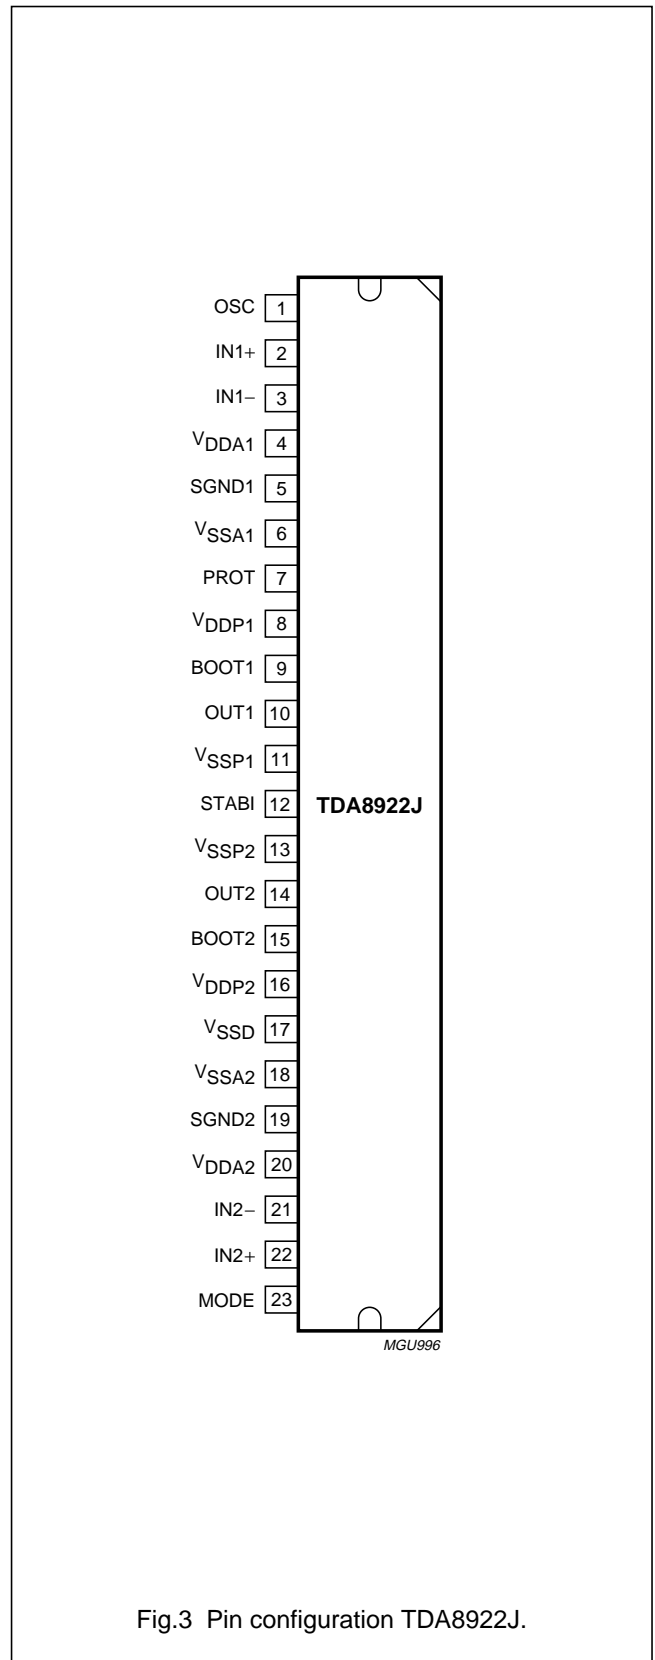 OSC 1
IN1+ 2
IN1− 3
VDDA1 4
SGND1 5
VSSA1 6
PROT 7
VDDP1 8
BOOT1 9
OUT1 10
VSSP1 11
STABI 12 TDA8922J
VSSP2 13
OUT2 14
BOOT2 15
VDDP2 16
VSSD 17
VSSA2 18
SGND2 19
VDDA2 20
IN2− 21
IN2+ 22
MODE 23
MGU996
Fig.3 Pin configuration TDA8922J.